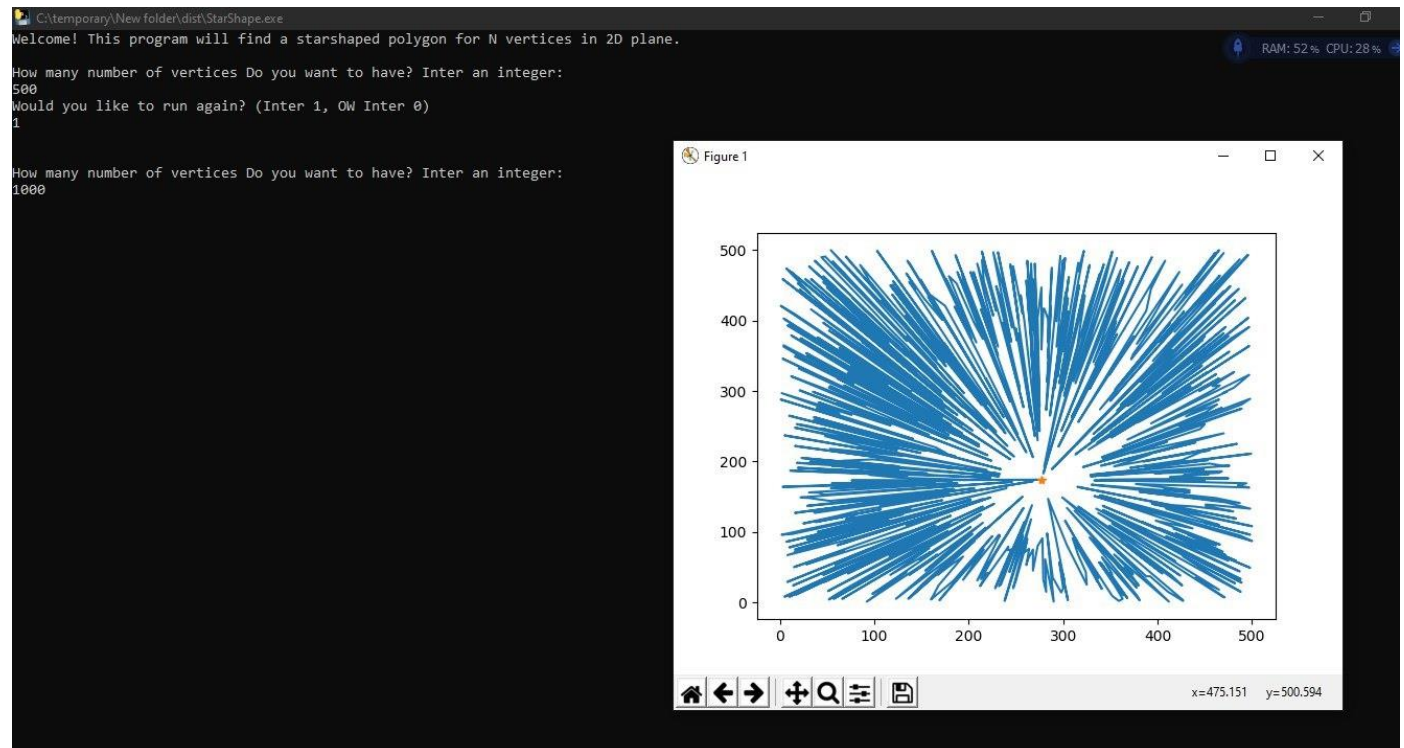 C:\temporary\New folder\dist\StarShape.exe
Welcome! This program will find a starshaped polygon for N vertices in 2D plane.
RAM: 52 % CPU: 28 %
How many number of vertices Do you want to have? Inter an integer:
500
Would you like to run again? (Inter 1, OW Inter 0)
1
How many number of vertices Do you want to have? Inter an integer:
1000
Figure 1
500
400
300
200
100
0
0 100 200 300 400 500
x=475.151 y=500.594